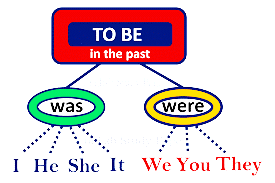 TO BE
in the past
was were
I He She It We You They